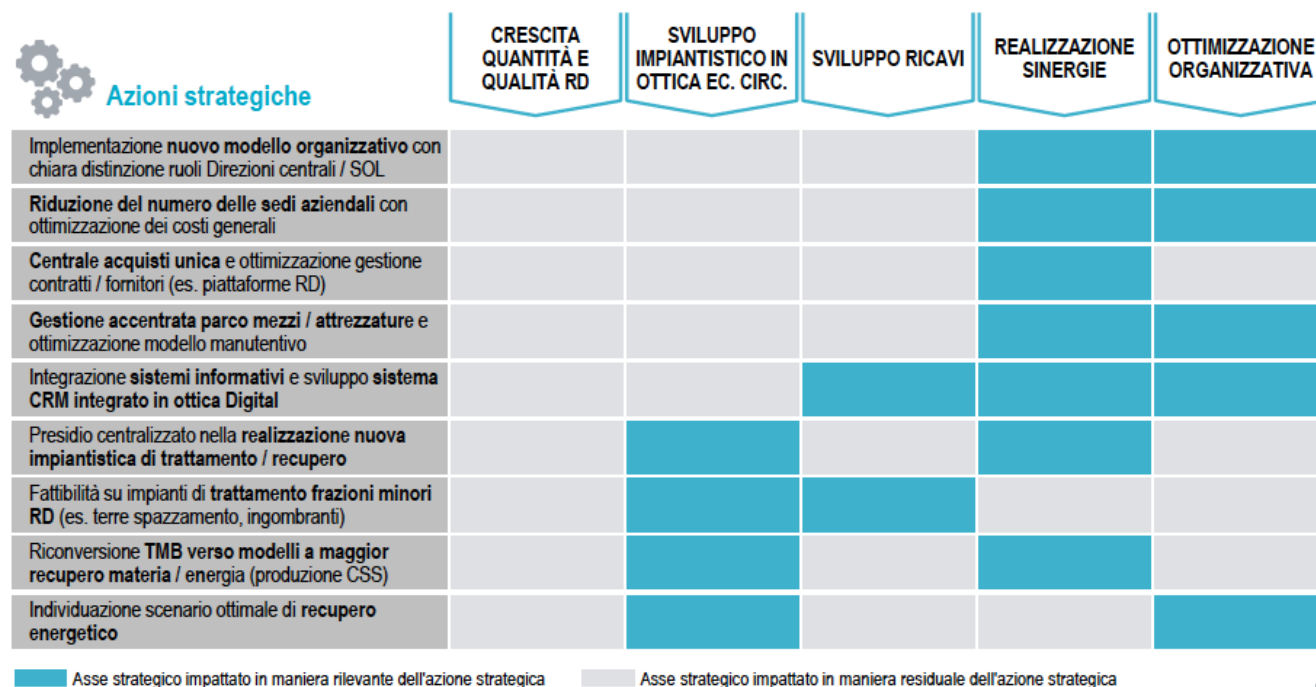 Azioni strategiche
CRESCITA
QUANTITÀ E
QUALITÀ RD
SVILUPPO
IMPIANTISTICO IN
OTTICA EC. CIRC.
SVILUPPO RICAVI
REALIZZAZIONE
SINERGIE
OTTIMIZZAZIONE
ORGANIZZATIVA
Implementazione nuovo modello organizzativo con
chiara distinzione ruoli Direzioni centrali / SOL
Riduzione del numero delle sedi aziendali con
ottimizzazione dei costi generali
Centrale acquisti unica e ottimizzazione gestione
contratti / fornitori (es. piattaforme RD)
Gestione accentrata parco mezzi / attrezzature e
ottimizzazione modello manutentivo
Integrazione sistemi informativi e sviluppo sistema
CRM integrato in ottica Digital
Presidio centralizzato nella realizzazione nuova
impiantistica di trattamento / recupero
Fattibilità su impianti di trattamento frazioni minori
RD (es. terre spazzamento, ingombranti)
Riconversione TMB verso modelli a maggior
recupero materia / energia (produzione CSS)
Individuazione scenario ottimale di recupero
energetico
Asse strategico impattato in maniera rilevante dell'azione strategica
Asse strategico impattato in maniera residuale dell'azione strategica